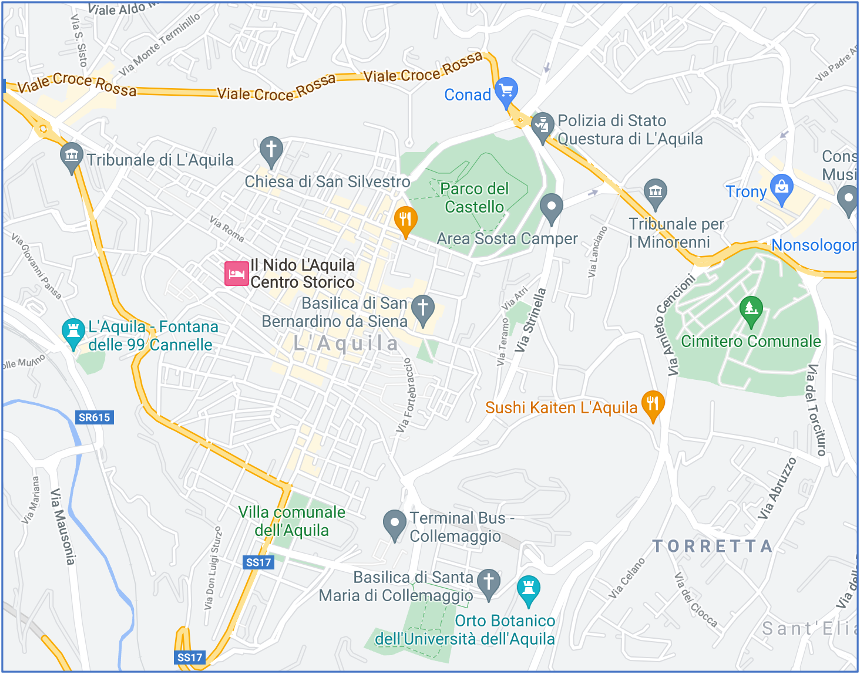 Viale Aldo M
Via S. Sisto
Via Monte Terminillo
Viale Croce Rossa
Viale Croce Rossa
Viale Croce Rossa
Via Padre A
Conad
Polizia di Stato
Questura di L'Aquila
Tribunale di L'Aquila
Chiesa di San Silvestro
Parco del
Castello
Cons
Musi
Trony
Tribunale per
I Minorenni
Area Sosta Camper
Nonsologor
Via Roma
Via Lanciano
Via Giovanni Pansa
Il Nido L'Aquila
Centro Storico
Via Atri
Via Amleto Cencioni
Basilica di San
Bernardino da Siena
Via Strinella
Via Teramo
L'Aquila - Fontana
delle 99 Cannelle
L'Aquila
Cimitero Comunale
Via Fortebraccio
Via del Torcituro
Sushi Kaiten L'Aquila
SR615
Via Mariana
Via Mausonia
Via Abruzzo
Villa comunale
dell'Aquila
Terminal Bus -
Collemaggio
TORRETTA
SS17
Via Don Luigi Sturzo
Basilica di Santa
Maria di Collemaggio
Via Celano
Via dei Ciocca
Via delle
Orto Botanico
dell'Università dell'Aquila
Sant'Elia
SS17